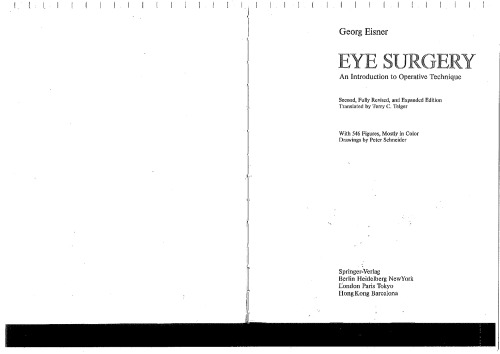 Georg Eisner
EYE SURGERY
An Introduction to Operative Technique
Second, Fully Revised, and Expanded Edition
Translated by Terry C. Telger
With 546 Figures, Mostly in Color
Drawings by Peter Schneider
Springer-Verlag
Berlin Heidelberg NewYork
London Paris Tokyo
Hong Kong Barcelona